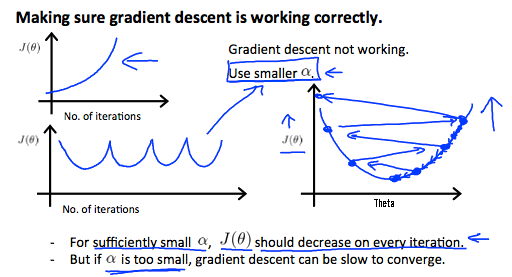 Making sure gradient descent is working correctly.
J(θ)
No. of iterations
Gradient descent not working.
Use smaller α.
J(θ)
No. of iterations
J(θ)
Theta
- For sufficiently small α, J(θ) should decrease on every iteration.
- But if α is too small, gradient descent can be slow to converge.